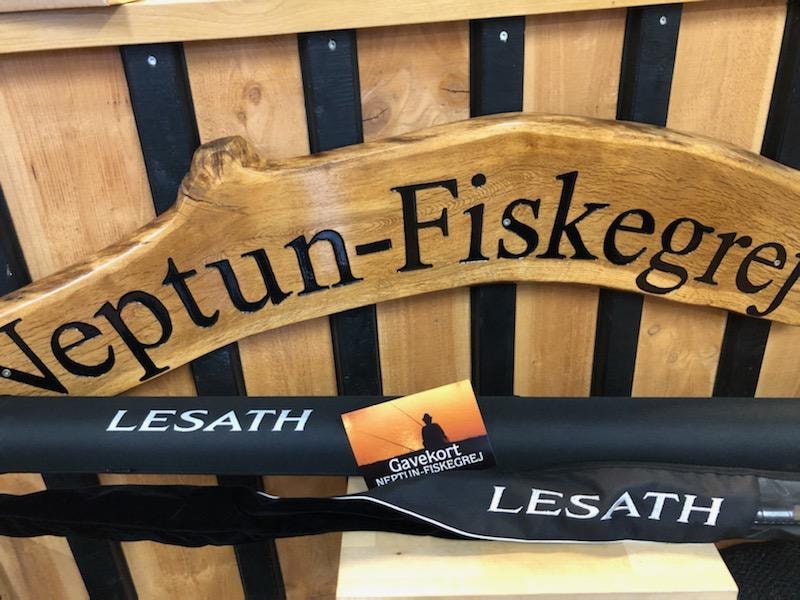 Neptun-Fiskegrej
LESATH
Gavekort
NEPTUN-FISKEGREJ
LESATH